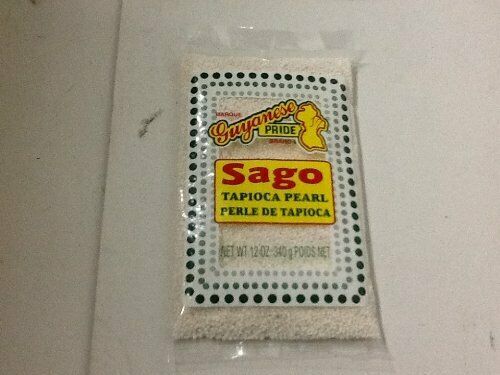 MARQUE
Guyanese
PRIDE
BRAND
Sago
TAPIOCA PEARL
PERLE DE TAPIOCA
NET WT 12-OZ 340 g POIDS NET